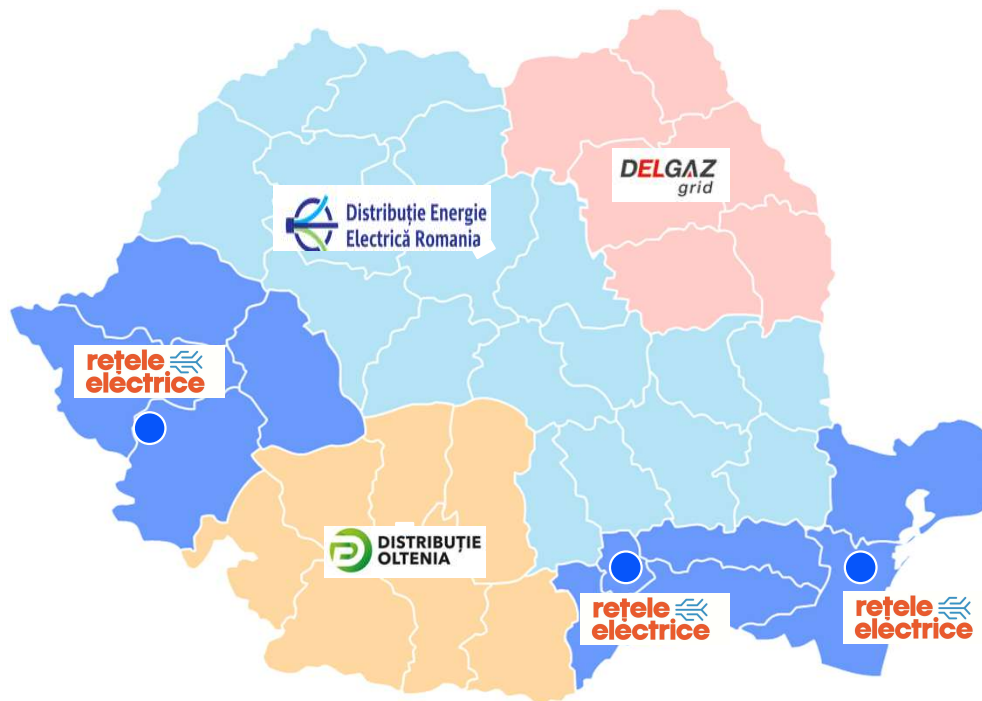 DELGAZ
grid
Distribuție Energie
Electrică Romania
rețele
electrice
DISTRIBUȚIE
OLTENIA
rețele
electrice
rețele
electrice